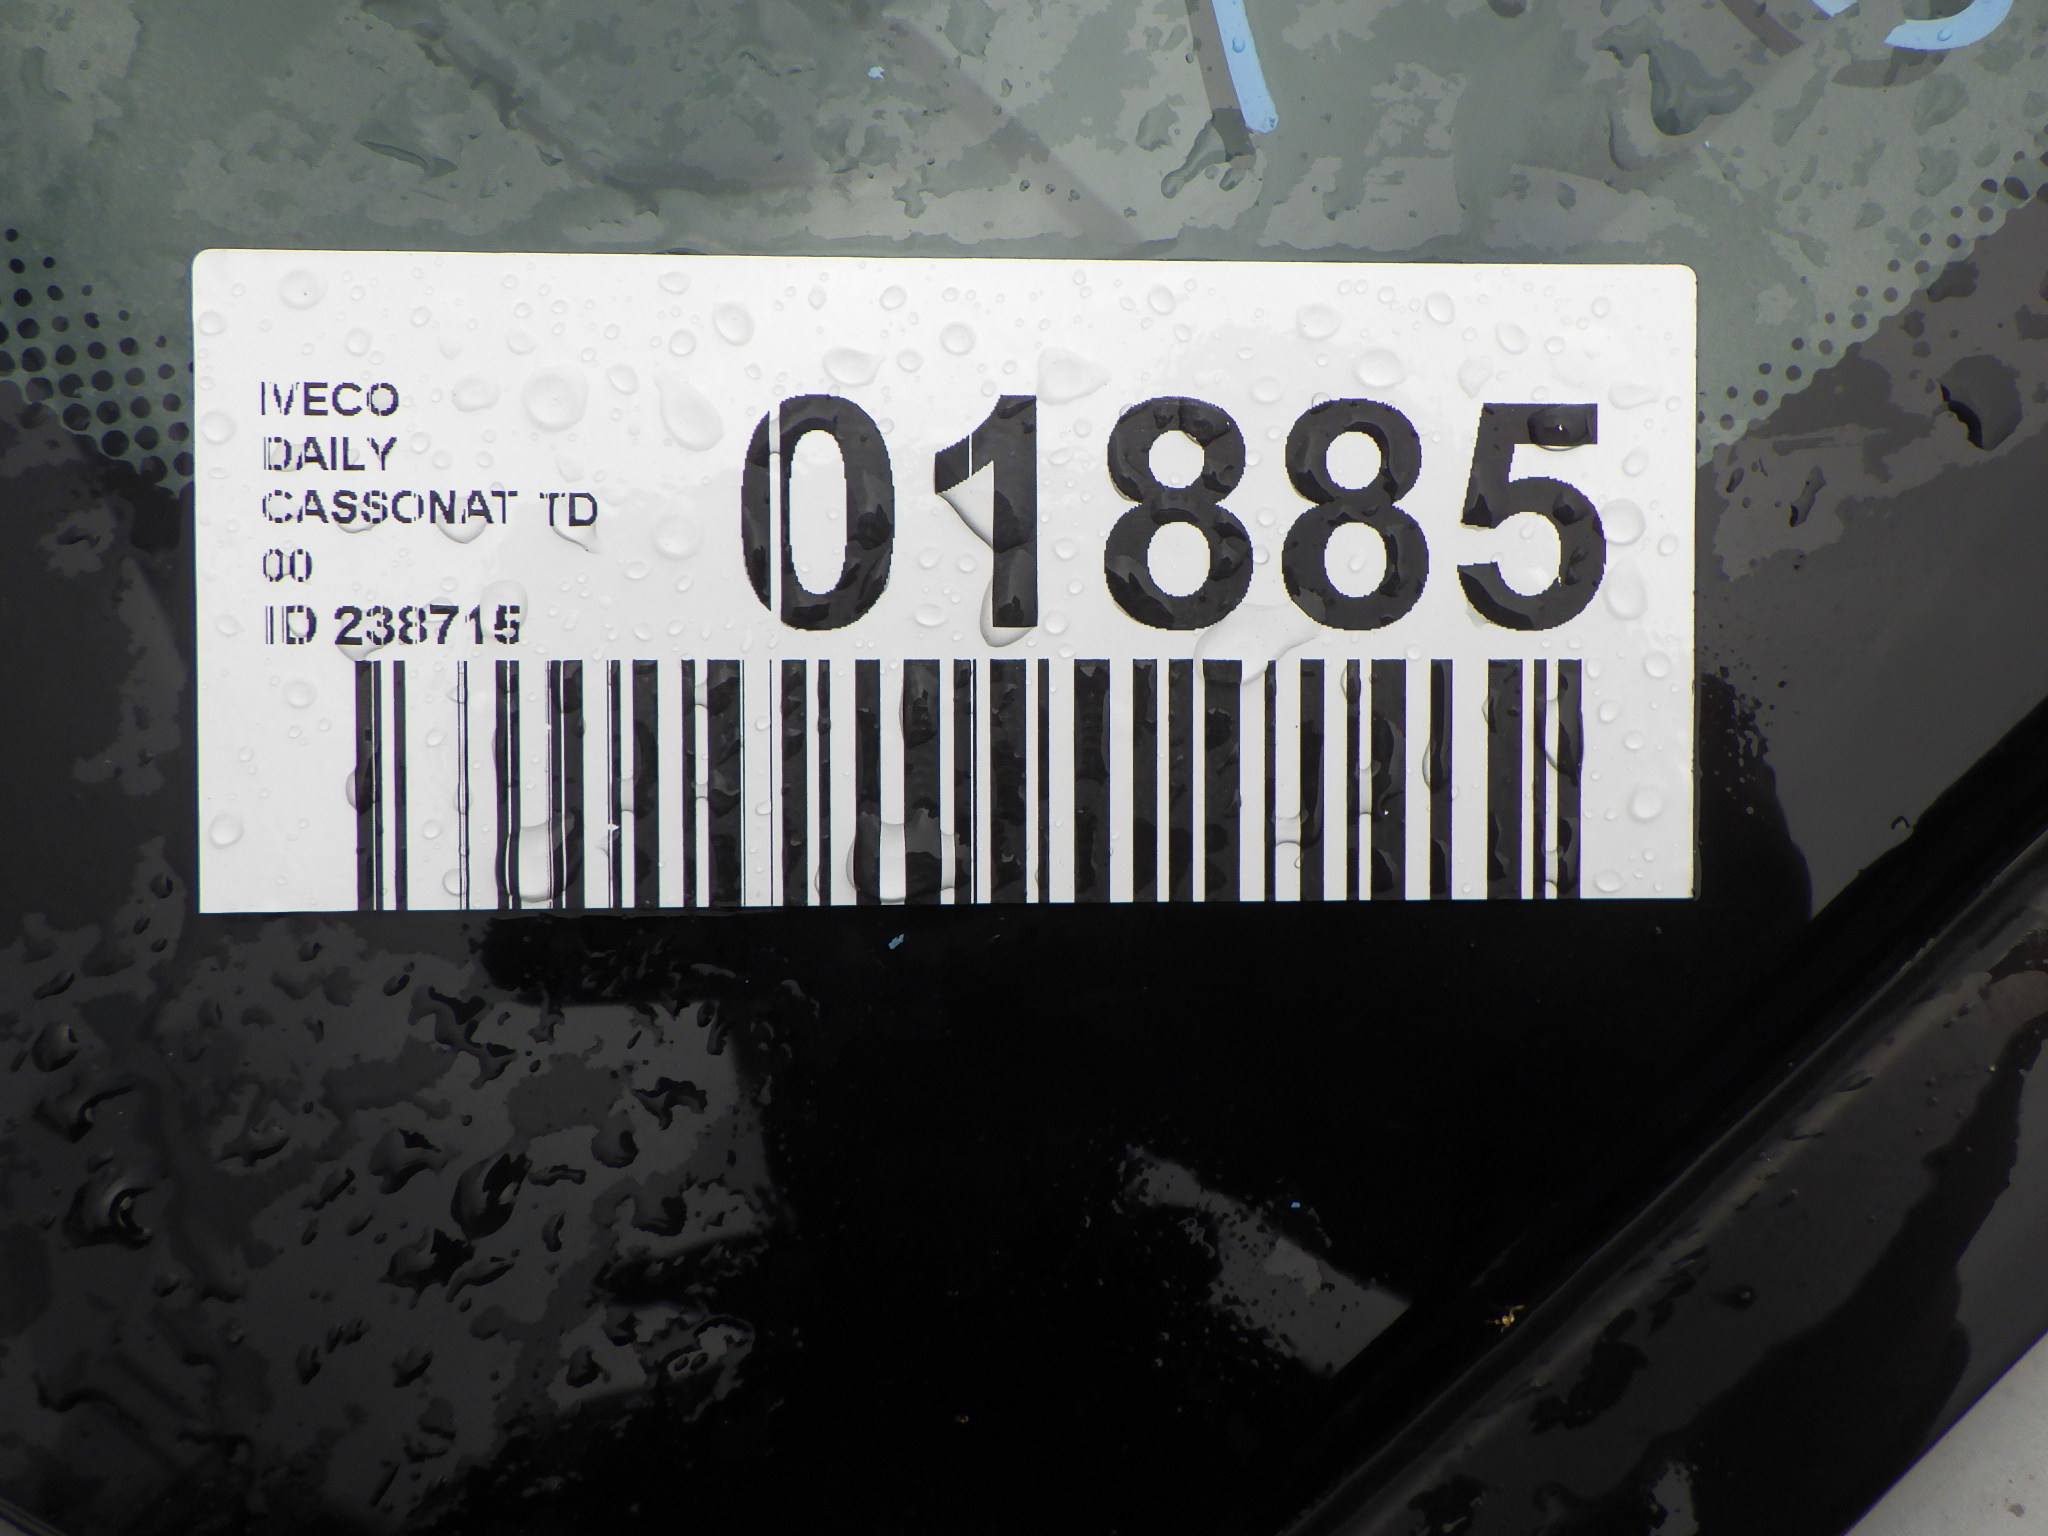 IVECO
DAILY
CASSONAT TD
00
ID 238715
01885